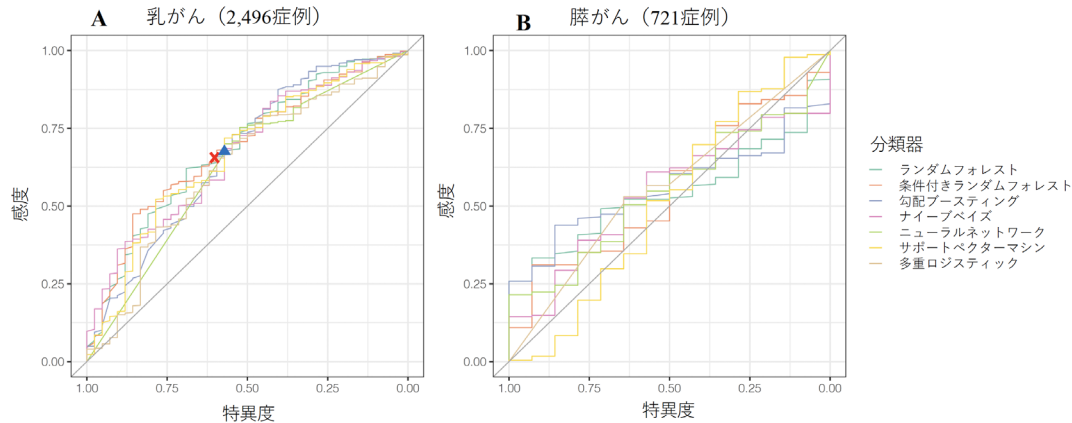 A 乳がん（2,496症例）
1.00
0.75
0.50
0.25
0.00
感度
1.00 0.75 0.50 0.25 0.00
特異度
B 膵がん（721症例）
1.00
0.75
0.50
0.25
0.00
感度
1.00 0.75 0.50 0.25 0.00
特異度
分類器
ランダムフォレスト
条件付きランダムフォレスト
勾配ブースティング
ナイーブベイズ
ニューラルネットワーク
サポートベクターマシン
多重ロジスティック